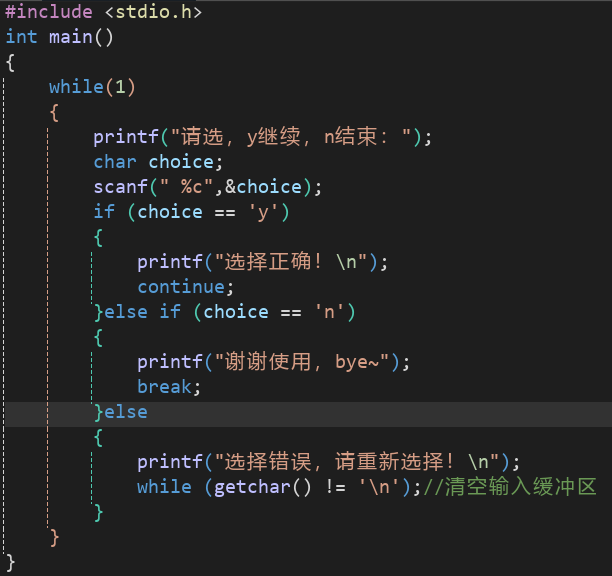 #include <stdio.h>
int main()
{
    while(1)
    {
        printf("请选，y继续，n结束：");
        char choice;
        scanf(" %c",&choice);
        if (choice == 'y')
        {
            printf("选择正确！\n");
            continue;
        }else if (choice == 'n')
        {
            printf("谢谢使用，bye~");
            break;
        }else
        {
            printf("选择错误，请重新选择！\n");
            while (getchar() != '\n');//清空输入缓冲区
        }
    }
}